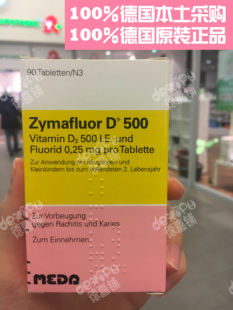 100%德国本土采购
100%德国原装正品
90 Tabletten/N3
Zymafluor D® 500
Vitamin D₃ 500 I.E. und
Fluorid 0,25 mg pro Tablette
Zur Anwendung bei Säuglingen und
Kleinkindern bis zum vollendeten 2. Lebensjahr
Zur Vorbeugung
gegen Rachitis und Karies
Zum Einnehmen
MEDA